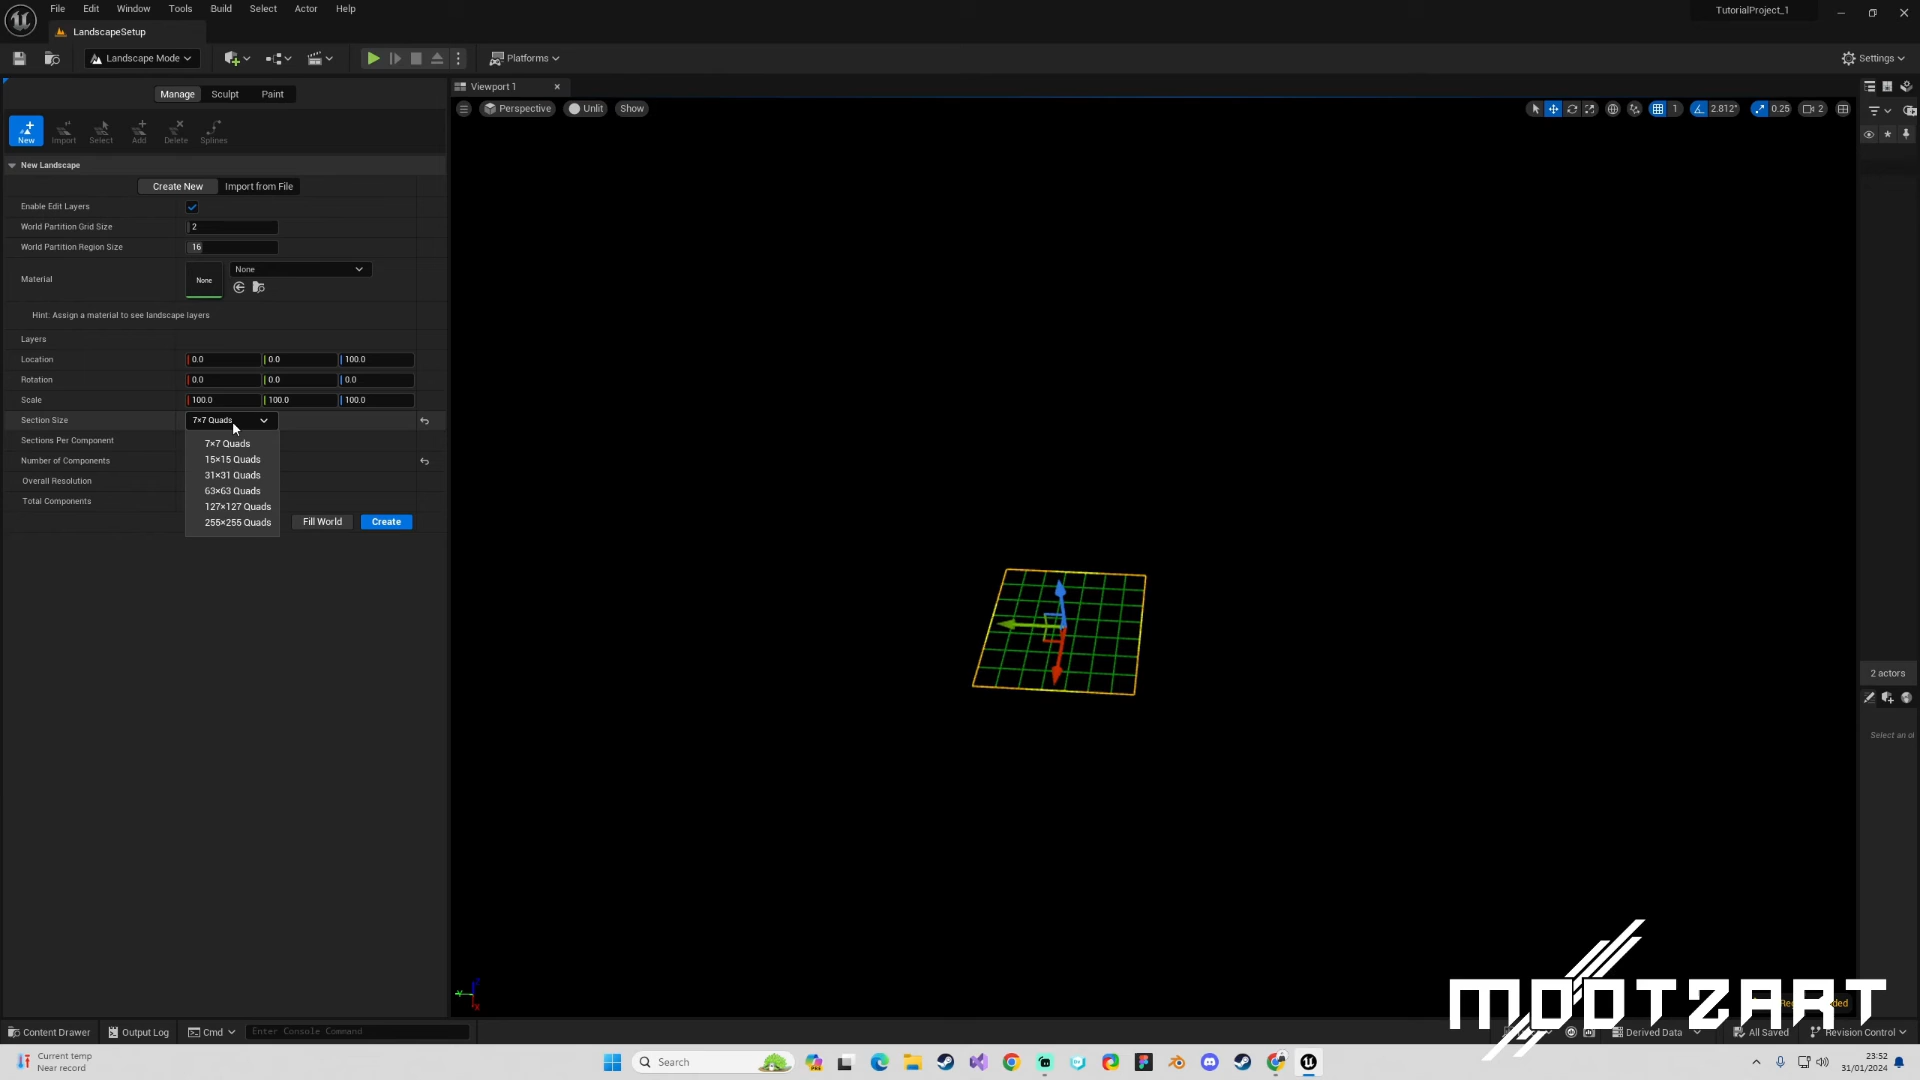 File Edit Window Tools Build Select Actor Help
TutorialProject_1
LandscapeSetup
Landscape Mode
Platforms
Settings
Manage Sculpt Paint
Viewport 1
Perspective Unlit Show
1 2.812° 0.25 2
New Import Select Add Delete Splines
New Landscape
Create New Import from File
Enable Edit Layers
World Partition Grid Size 2
World Partition Region Size 16
Material None None
Hint: Assign a material to see landscape layers
Layers
Location 0.0 0.0 100.0
Rotation 0.0 0.0 0.0
Scale 100.0 100.0 100.0
Section Size 7×7 Quads
Sections Per Component
Number of Components
Overall Resolution
Total Components
7×7 Quads
15×15 Quads
31×31 Quads
63×63 Quads
127×127 Quads
255×255 Quads
Fill World Create
2 actors
Select an
MOOTZART
Content Drawer Output Log Cmd Enter Console Command
Derived Data All Saved Revision Control
Current temp
Near record
Search
23:52
31/01/2024